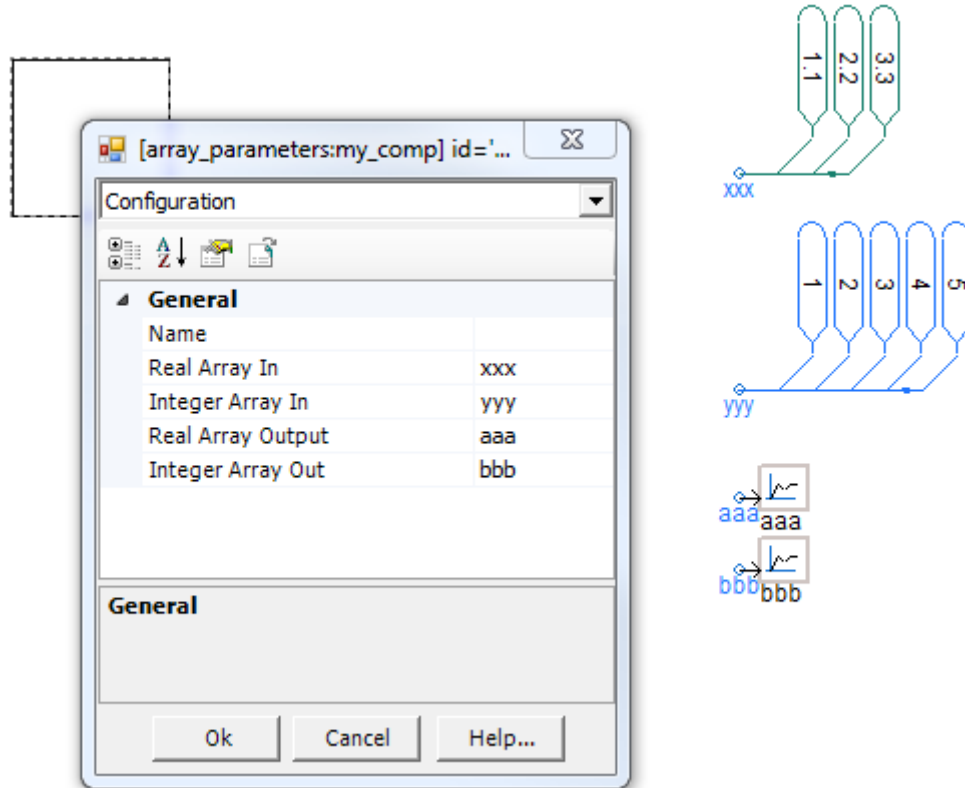 [array_parameters:my_comp] id='...
Configuration
A
Z
General
Name
Real Array In xxx
Integer Array In yyy
Real Array Output aaa
Integer Array Out bbb
General
Ok Cancel Help...
1.1 2.2 3.3
xxx
1 2 3 4 5
yyy
aaa aaa
bbb bbb